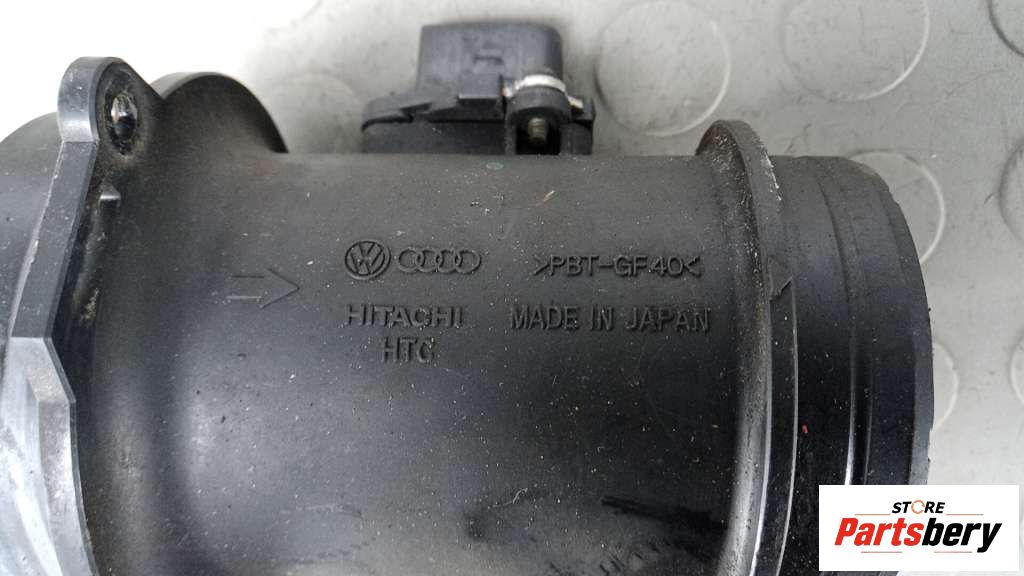 >PBT-GF40<
HITACHI MADE IN JAPAN
HTC
STORE
Partsbery